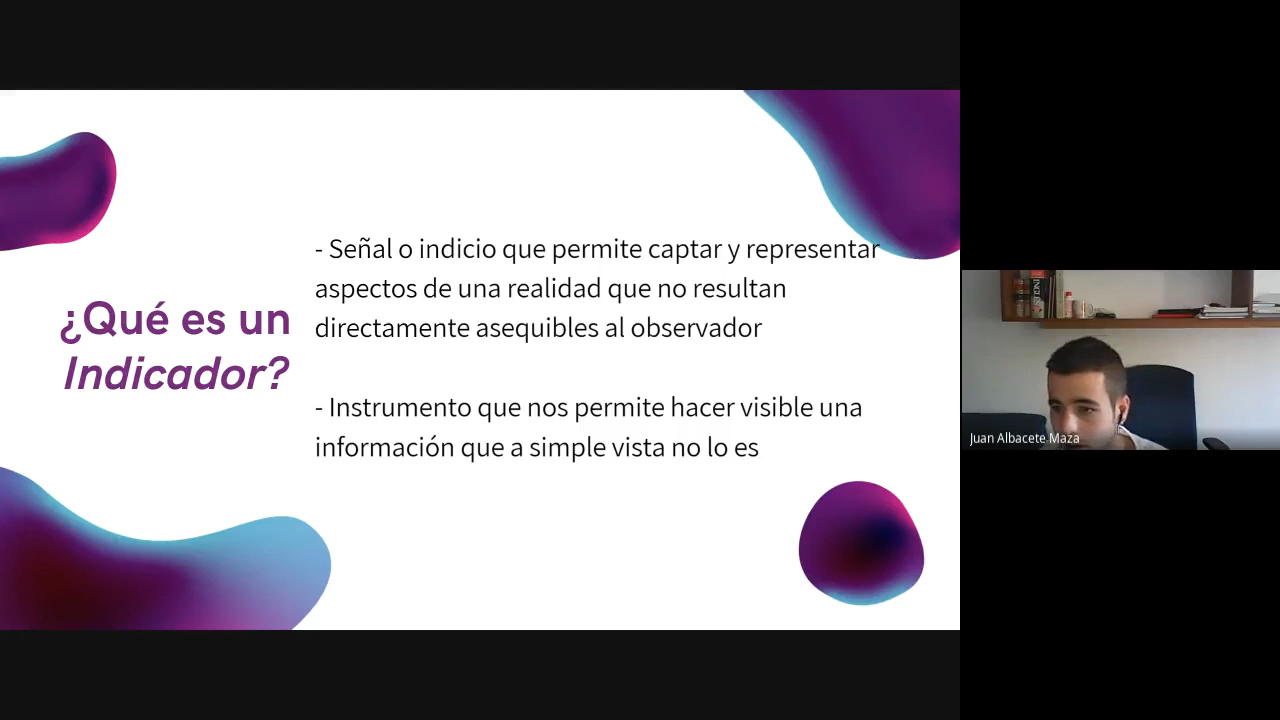 ¿Qué es un
Indicador?
- Señal o indicio que permite captar y representar
aspectos de una realidad que no resultan
directamente asequibles al observador
- Instrumento que nos permite hacer visible una
información que a simple vista no lo es
Juan Albacete Maza